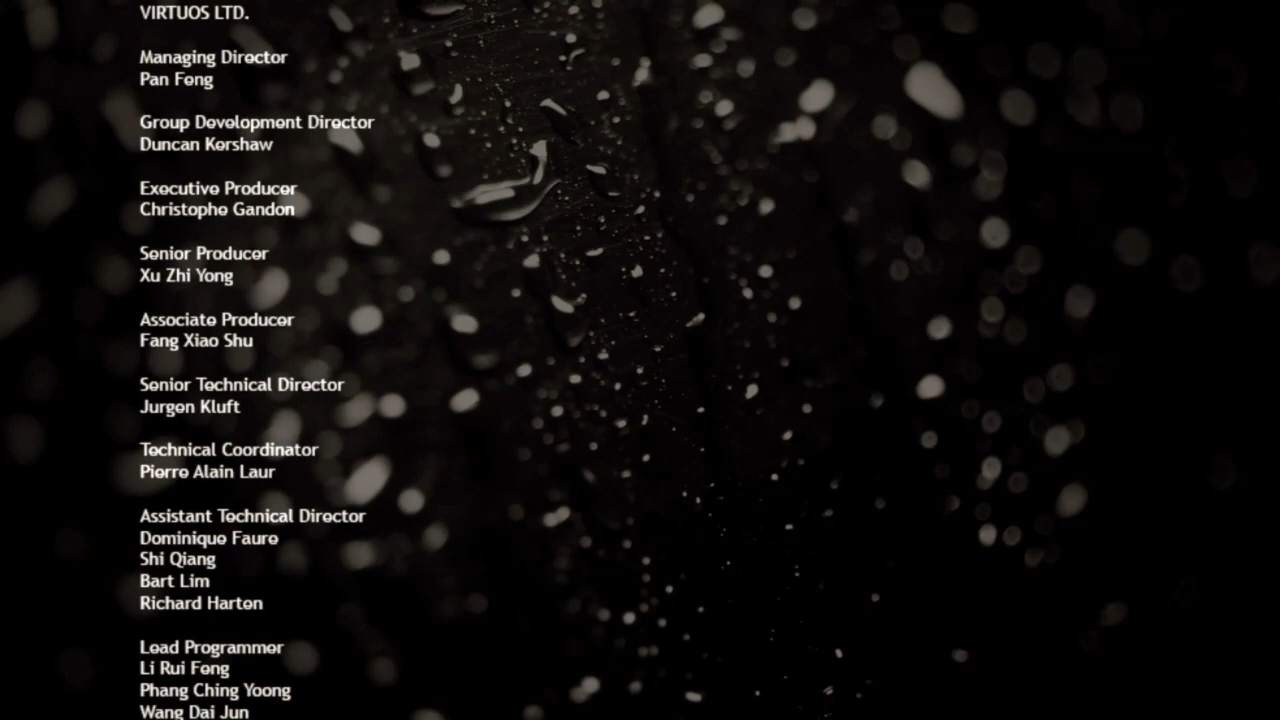 VIRTUOS LTD.
Managing Director
Pan Feng
Group Development Director
Duncan Kershaw
Executive Producer
Christophe Gandon
Senior Producer
Xu Zhi Yong
Associate Producer
Fang Xiao Shu
Senior Technical Director
Jurgen Kluft
Technical Coordinator
Pierre Alain Laur
Assistant Technical Director
Dominique Faure
Shi Qiang
Bart Lim
Richard Harten
Lead Programmer
Li Rui Feng
Phang Ching Yoong
Wang Dai Jun